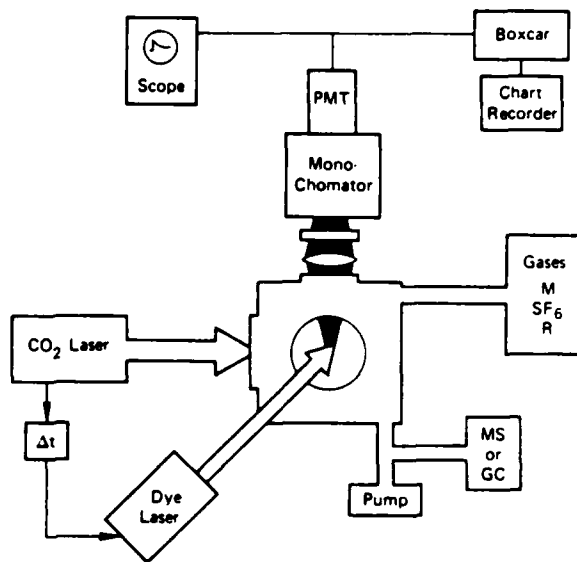 Scope
Boxcar
PMT
Chart
Recorder
Mono-
Chomator
Gases
M
SF₆
R
CO₂ Laser
Δt
Dye
Laser
MS
or
GC
Pump